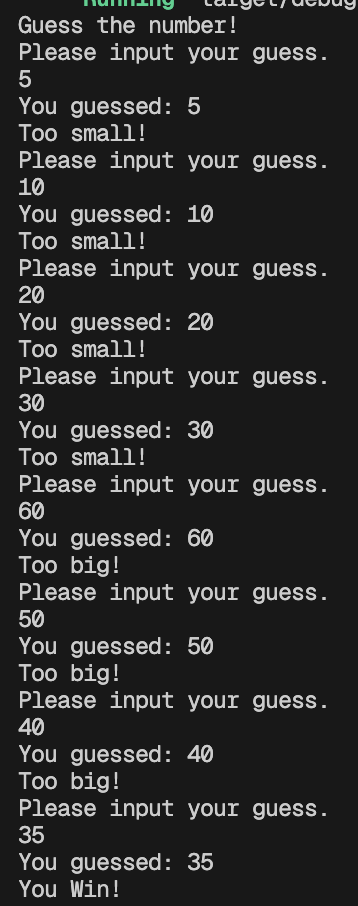 Running target/debug
Guess the number!
Please input your guess.
5
You guessed: 5
Too small!
Please input your guess.
10
You guessed: 10
Too small!
Please input your guess.
20
You guessed: 20
Too small!
Please input your guess.
30
You guessed: 30
Too small!
Please input your guess.
60
You guessed: 60
Too big!
Please input your guess.
50
You guessed: 50
Too big!
Please input your guess.
40
You guessed: 40
Too big!
Please input your guess.
35
You guessed: 35
You Win!